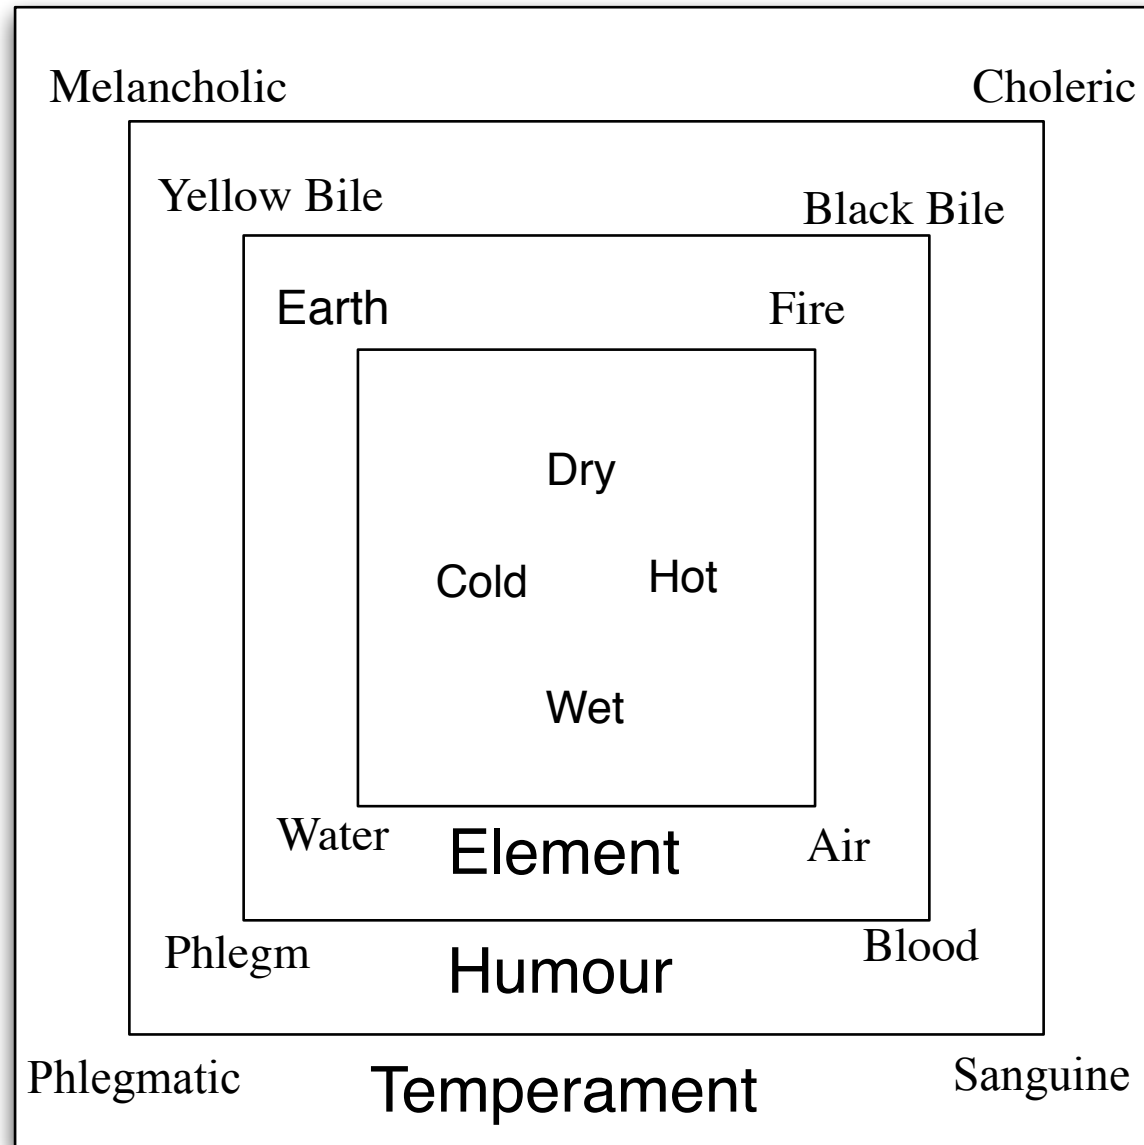 Melancholic Choleric
Yellow Bile Black Bile
Earth Fire
Dry
Cold Hot
Wet
Water Element Air
Phlegm Humour Blood
Phlegmatic Temperament Sanguine